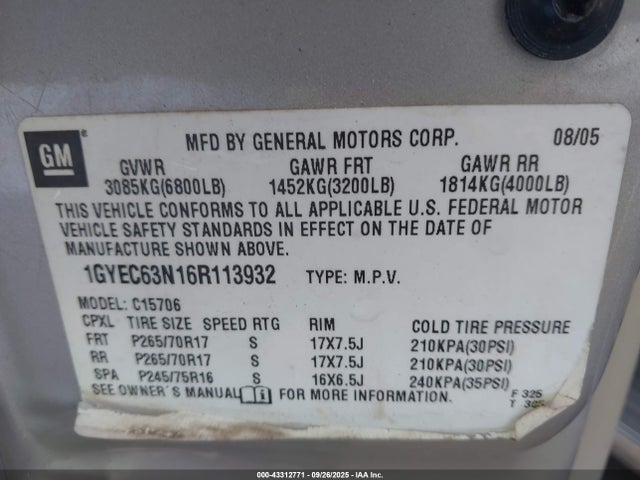 GM
MFD BY GENERAL MOTORS CORP. 08/05
GVWR GAWR FRT GAWR RR
3085KG(6800LB) 1452KG(3200LB) 1814KG(4000LB)
THIS VEHICLE CONFORMS TO ALL APPLICABLE U.S. FEDERAL MOTOR
VEHICLE SAFETY STANDARDS IN EFFECT ON THE DATE OF
MANUFACTURE SHOWN ABOVE.
1GYEC63N16R113932 TYPE: M.P.V.
MODEL: C15706
CPXL TIRE SIZE SPEED RTG RIM COLD TIRE PRESSURE
FRT P265/70R17 S 17X7.5J 210KPA(30PSI)
RR P265/70R17 S 17X7.5J 210KPA(30PSI)
SPA P245/75R16 S 16X6.5J 240KPA(35PSI)
SEE OWNER'S MANUAL FOR MORE INFORMATION.
F 325
T 305
000-43312771 - 09/26/2025 - IAA Inc.